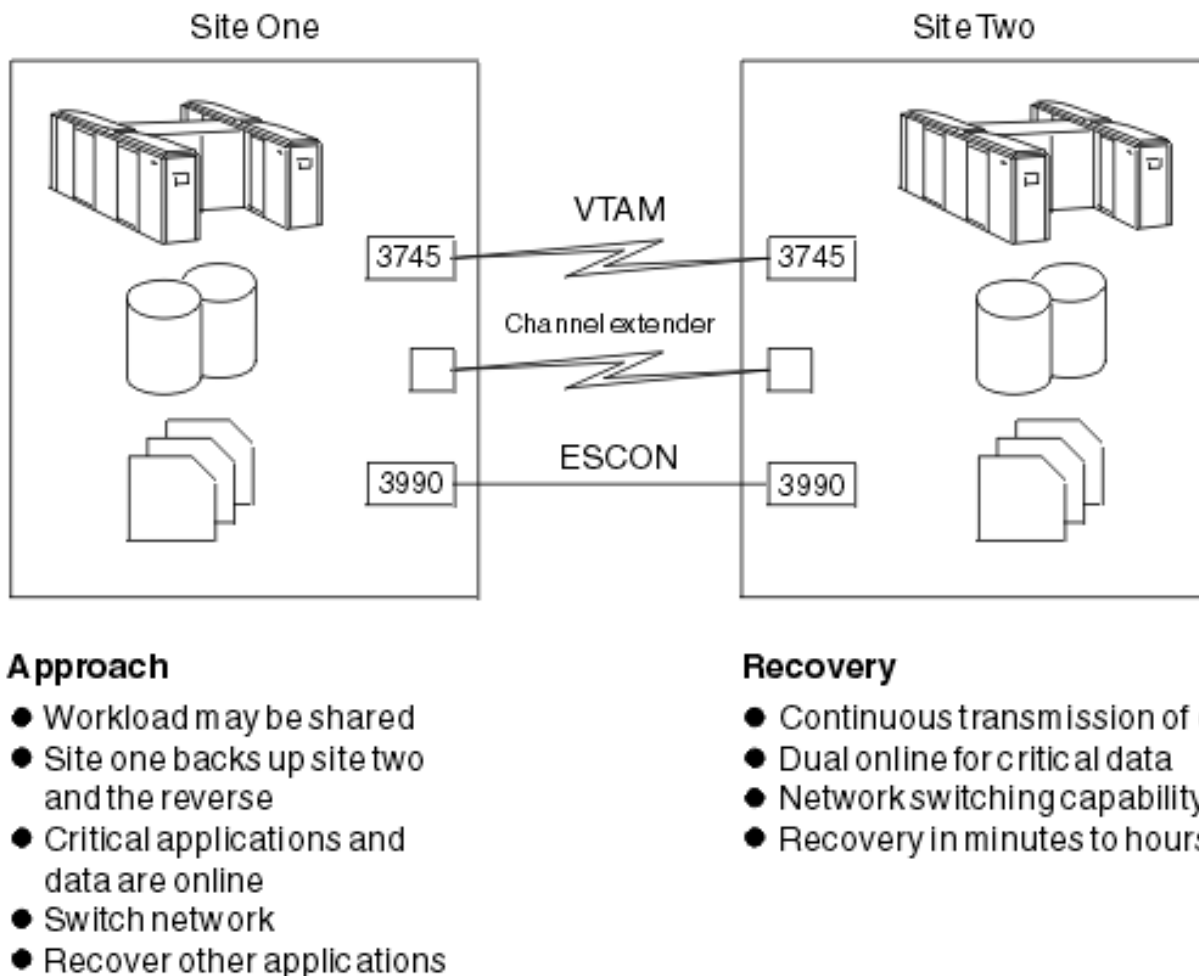 Site One
Site Two
VTAM
3745
3745
Channel extender
ESCON
3990
3990
Approach
● Workload may be shared
● Site one backs up site two
and the reverse
● Critical applications and
data are online
● Switch network
● Recover other applications
Recovery
● Continuous transmission of
● Dual online for critical data
● Network switching capability
● Recovery in minutes to hours